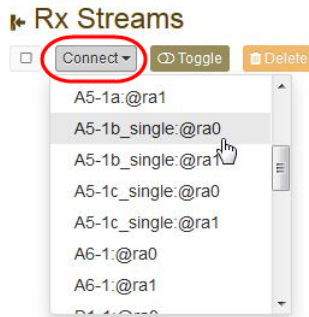 Rx Streams
Connect Toggle Delete
A5-1a:@ra1
A5-1b_single:@ra0
A5-1b_single:@ra1
A5-1c_single:@ra0
A5-1c_single:@ra1
A6-1:@ra0
A6-1:@ra1